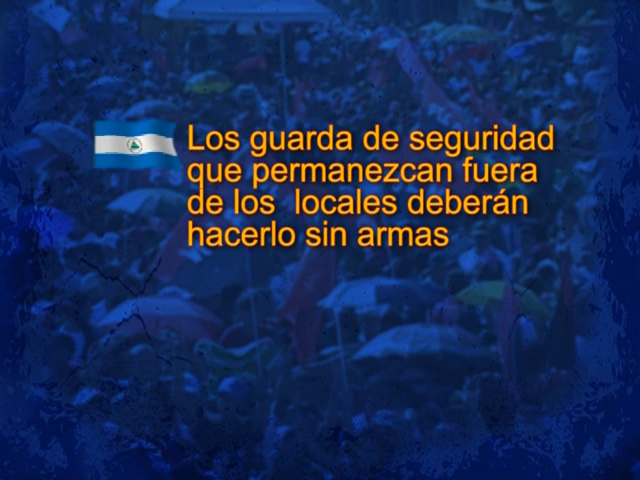 Los guarda de seguridad
que permanezcan fuera
de los  locales deberán
hacerlo sin armas